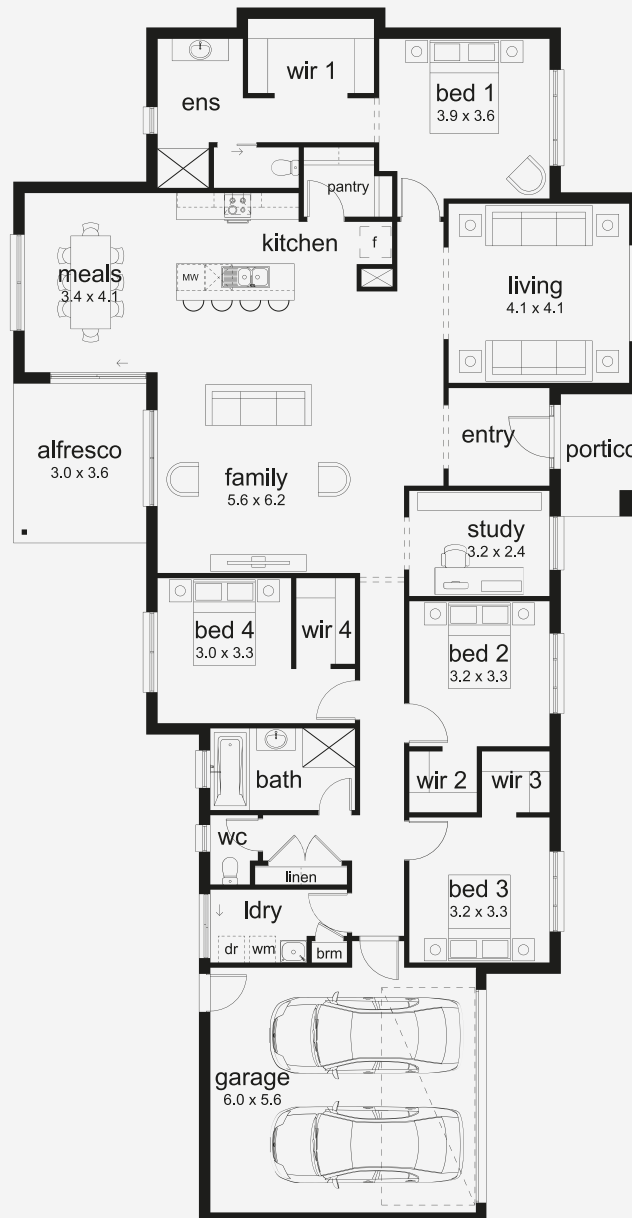 wir 1
ens
bed 1
3.9 x 3.6
pantry
kitchen
f
meals
3.4 x 4.1
MW
living
4.1 x 4.1
alfresco
3.0 x 3.6
entry
portico
family
5.6 x 6.2
study
3.2 x 2.4
bed 4
3.0 x 3.3
wir 4
bed 2
3.2 x 3.3
bath
wir 2
wir 3
wc
linen
bed 3
3.2 x 3.3
ldry
dr
wm
brm
garage
6.0 x 5.6